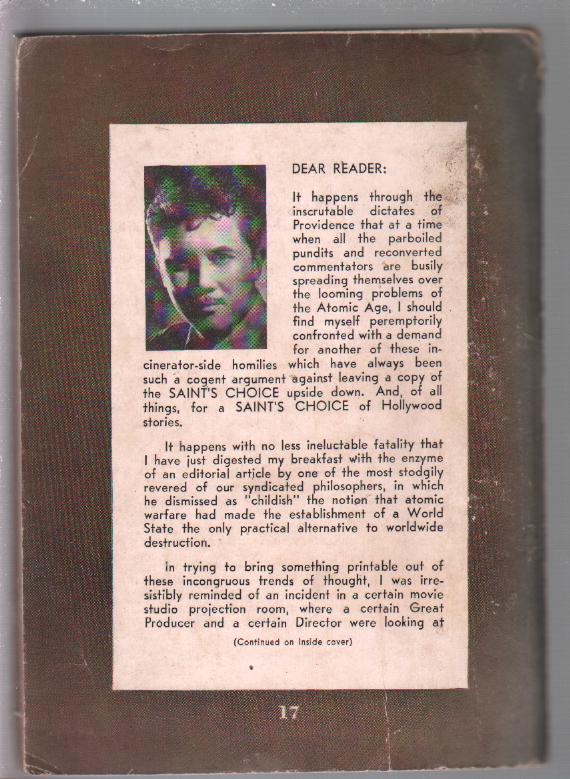 DEAR READER:
It happens through the
inscrutable dictates of
Providence that at a time
when all the parboiled
pundits and reconverted
commentators are busily
spreading themselves over
the looming problems of
the Atomic Age, I should
find myself peremptorily
confronted with a demand
for another of these in-
cinerator-side homilies which have always been
such a cogent argument against leaving a copy of
the SAINT'S CHOICE upside down. And, of all
things, for a SAINT'S CHOICE of Hollywood
stories.
It happens with no less ineluctable fatality that
I have just digested my breakfast with the enzyme
of an editorial article by one of the most stodgily
revered of our syndicated philosophers, in which
he dismissed as "childish" the notion that atomic
warfare had made the establishment of a World
State the only practical alternative to worldwide
destruction.
In trying to bring something printable out of
these incongruous trends of thought, I was irre-
sistibly reminded of an incident in a certain movie
studio projection room, where a certain Great
Producer and a certain Director were looking at
(Continued on inside cover)
17